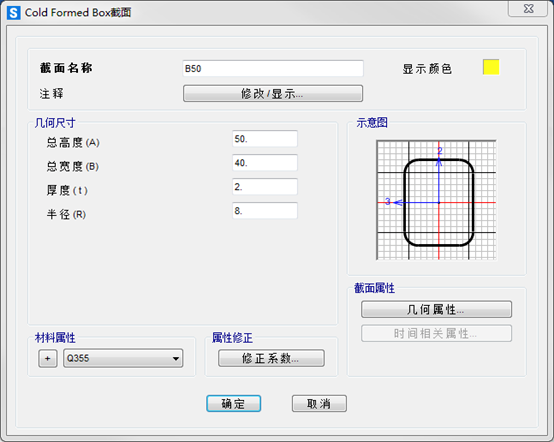 S Cold Formed Box截面
截面名称 B50 显示颜色
注释 修改/显示...
几何尺寸
总高度(A) 50.
总宽度(B) 40.
厚度(t) 2.
半径(R) 8.
示意图
2
3
截面属性
几何属性...
时间相关属性...
材料属性
+ Q355
属性修正
修正系数...
确定 取消